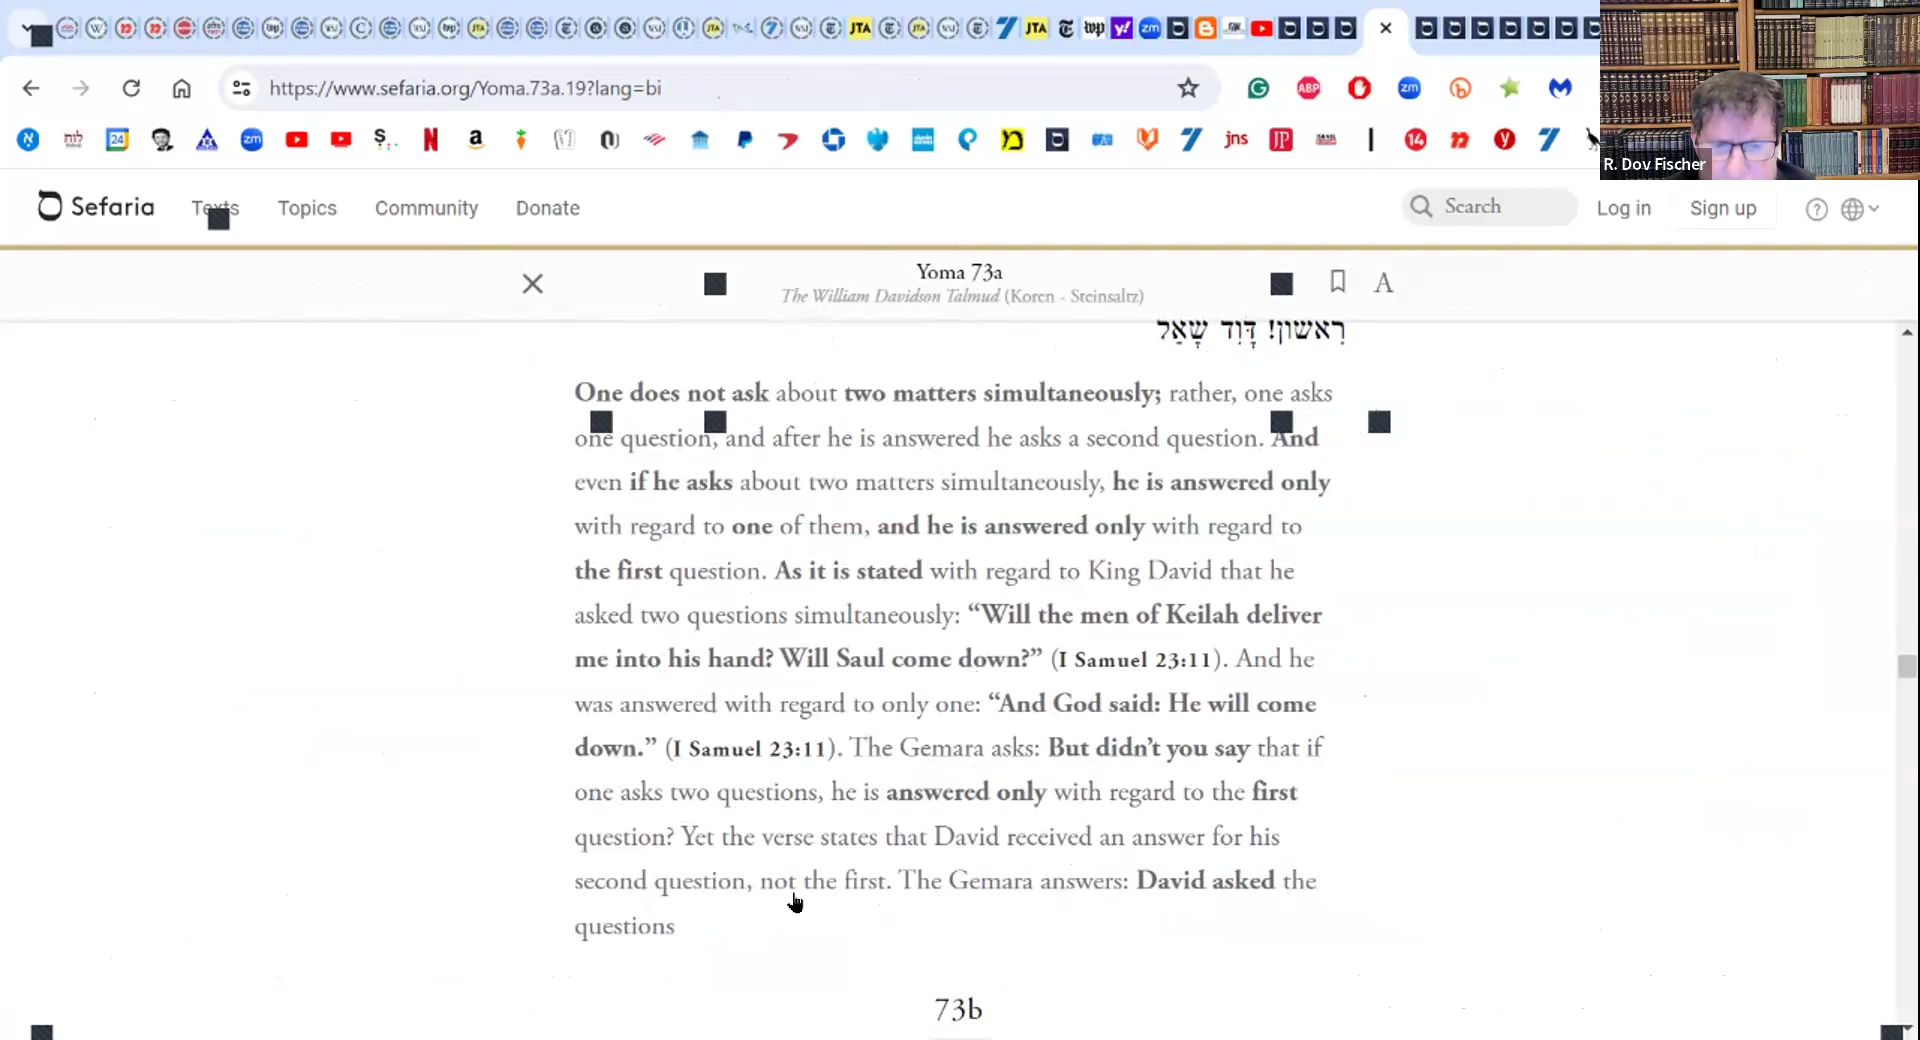 https://www.sefaria.org/Yoma.73a.19?lang=bi
R. Dov Fischer
Sefaria Texts Topics Community Donate Search Log in Sign up
Yoma 73a
The William Davidson Talmud (Koren - Steinsaltz)
רִאשׁוֹן! דָּוִד שָׁאַל
One does not ask about two matters simultaneously; rather, one asks
one question, and after he is answered he asks a second question. And
even if he asks about two matters simultaneously, he is answered only
with regard to one of them, and he is answered only with regard to
the first question. As it is stated with regard to King David that he
asked two questions simultaneously: “Will the men of Keilah deliver
me into his hand? Will Saul come down?” (I Samuel 23:11). And he
was answered with regard to only one: “And God said: He will come
down.” (I Samuel 23:11). The Gemara asks: But didn’t you say that if
one asks two questions, he is answered only with regard to the first
question? Yet the verse states that David received an answer for his
second question, not the first. The Gemara answers: David asked the
questions
73b